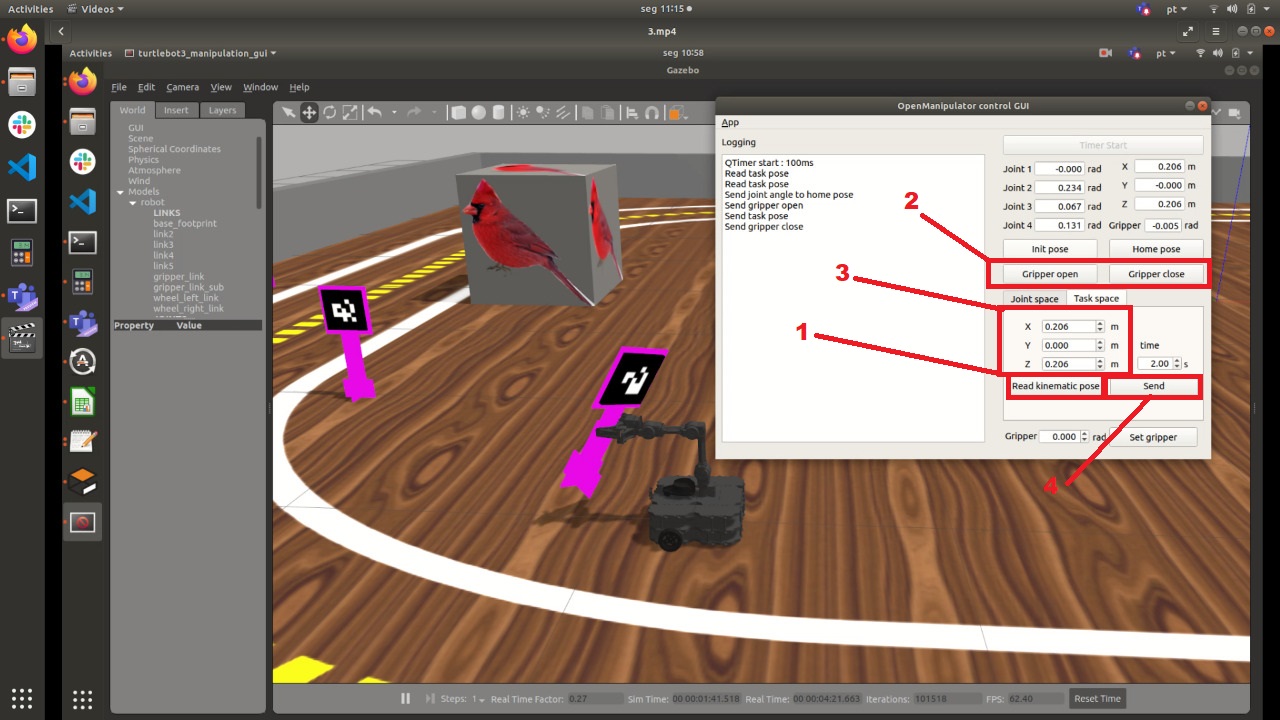 Activities Videos seg 11:15 pt
3.mp4
Activities turtlebot3_manipulation_gui seg 10:58 pt
Gazebo
File Edit Camera View Window Help
World Insert Layers
GUI
Scene
Spherical Coordinates
Physics
Atmosphere
Wind
Models
robot
LINKS
base_footprint
link2
link3
link4
link5
gripper_link
gripper_link_sub
wheel_left_link
wheel_right_link
Property Value
OpenManipulator control GUI
App
Logging
QTimer start : 100ms
Read task pose
Read task pose
Send joint angle to home pose
Send gripper open
Send task pose
Send gripper close
Timer Start
Joint 1 -0.000 rad X 0.206 m
Joint 2 0.234 rad Y -0.000 m
Joint 3 0.067 rad Z 0.206 m
Joint 4 0.131 rad Gripper -0.005 rad
Init pose Home pose
Gripper open Gripper close
Joint space Task space
X 0.206 m
Y 0.000 m time
Z 0.206 m 2.00 s
Read kinematic pose Send
Gripper 0.000 rad Set gripper
2
3
1
4
Steps: 1 Real Time Factor: 0.27 Sim Time: 00 00:01:41.518 Real Time: 00 00:04:21.663 Iterations: 101518 FPS: 62.40 Reset Time